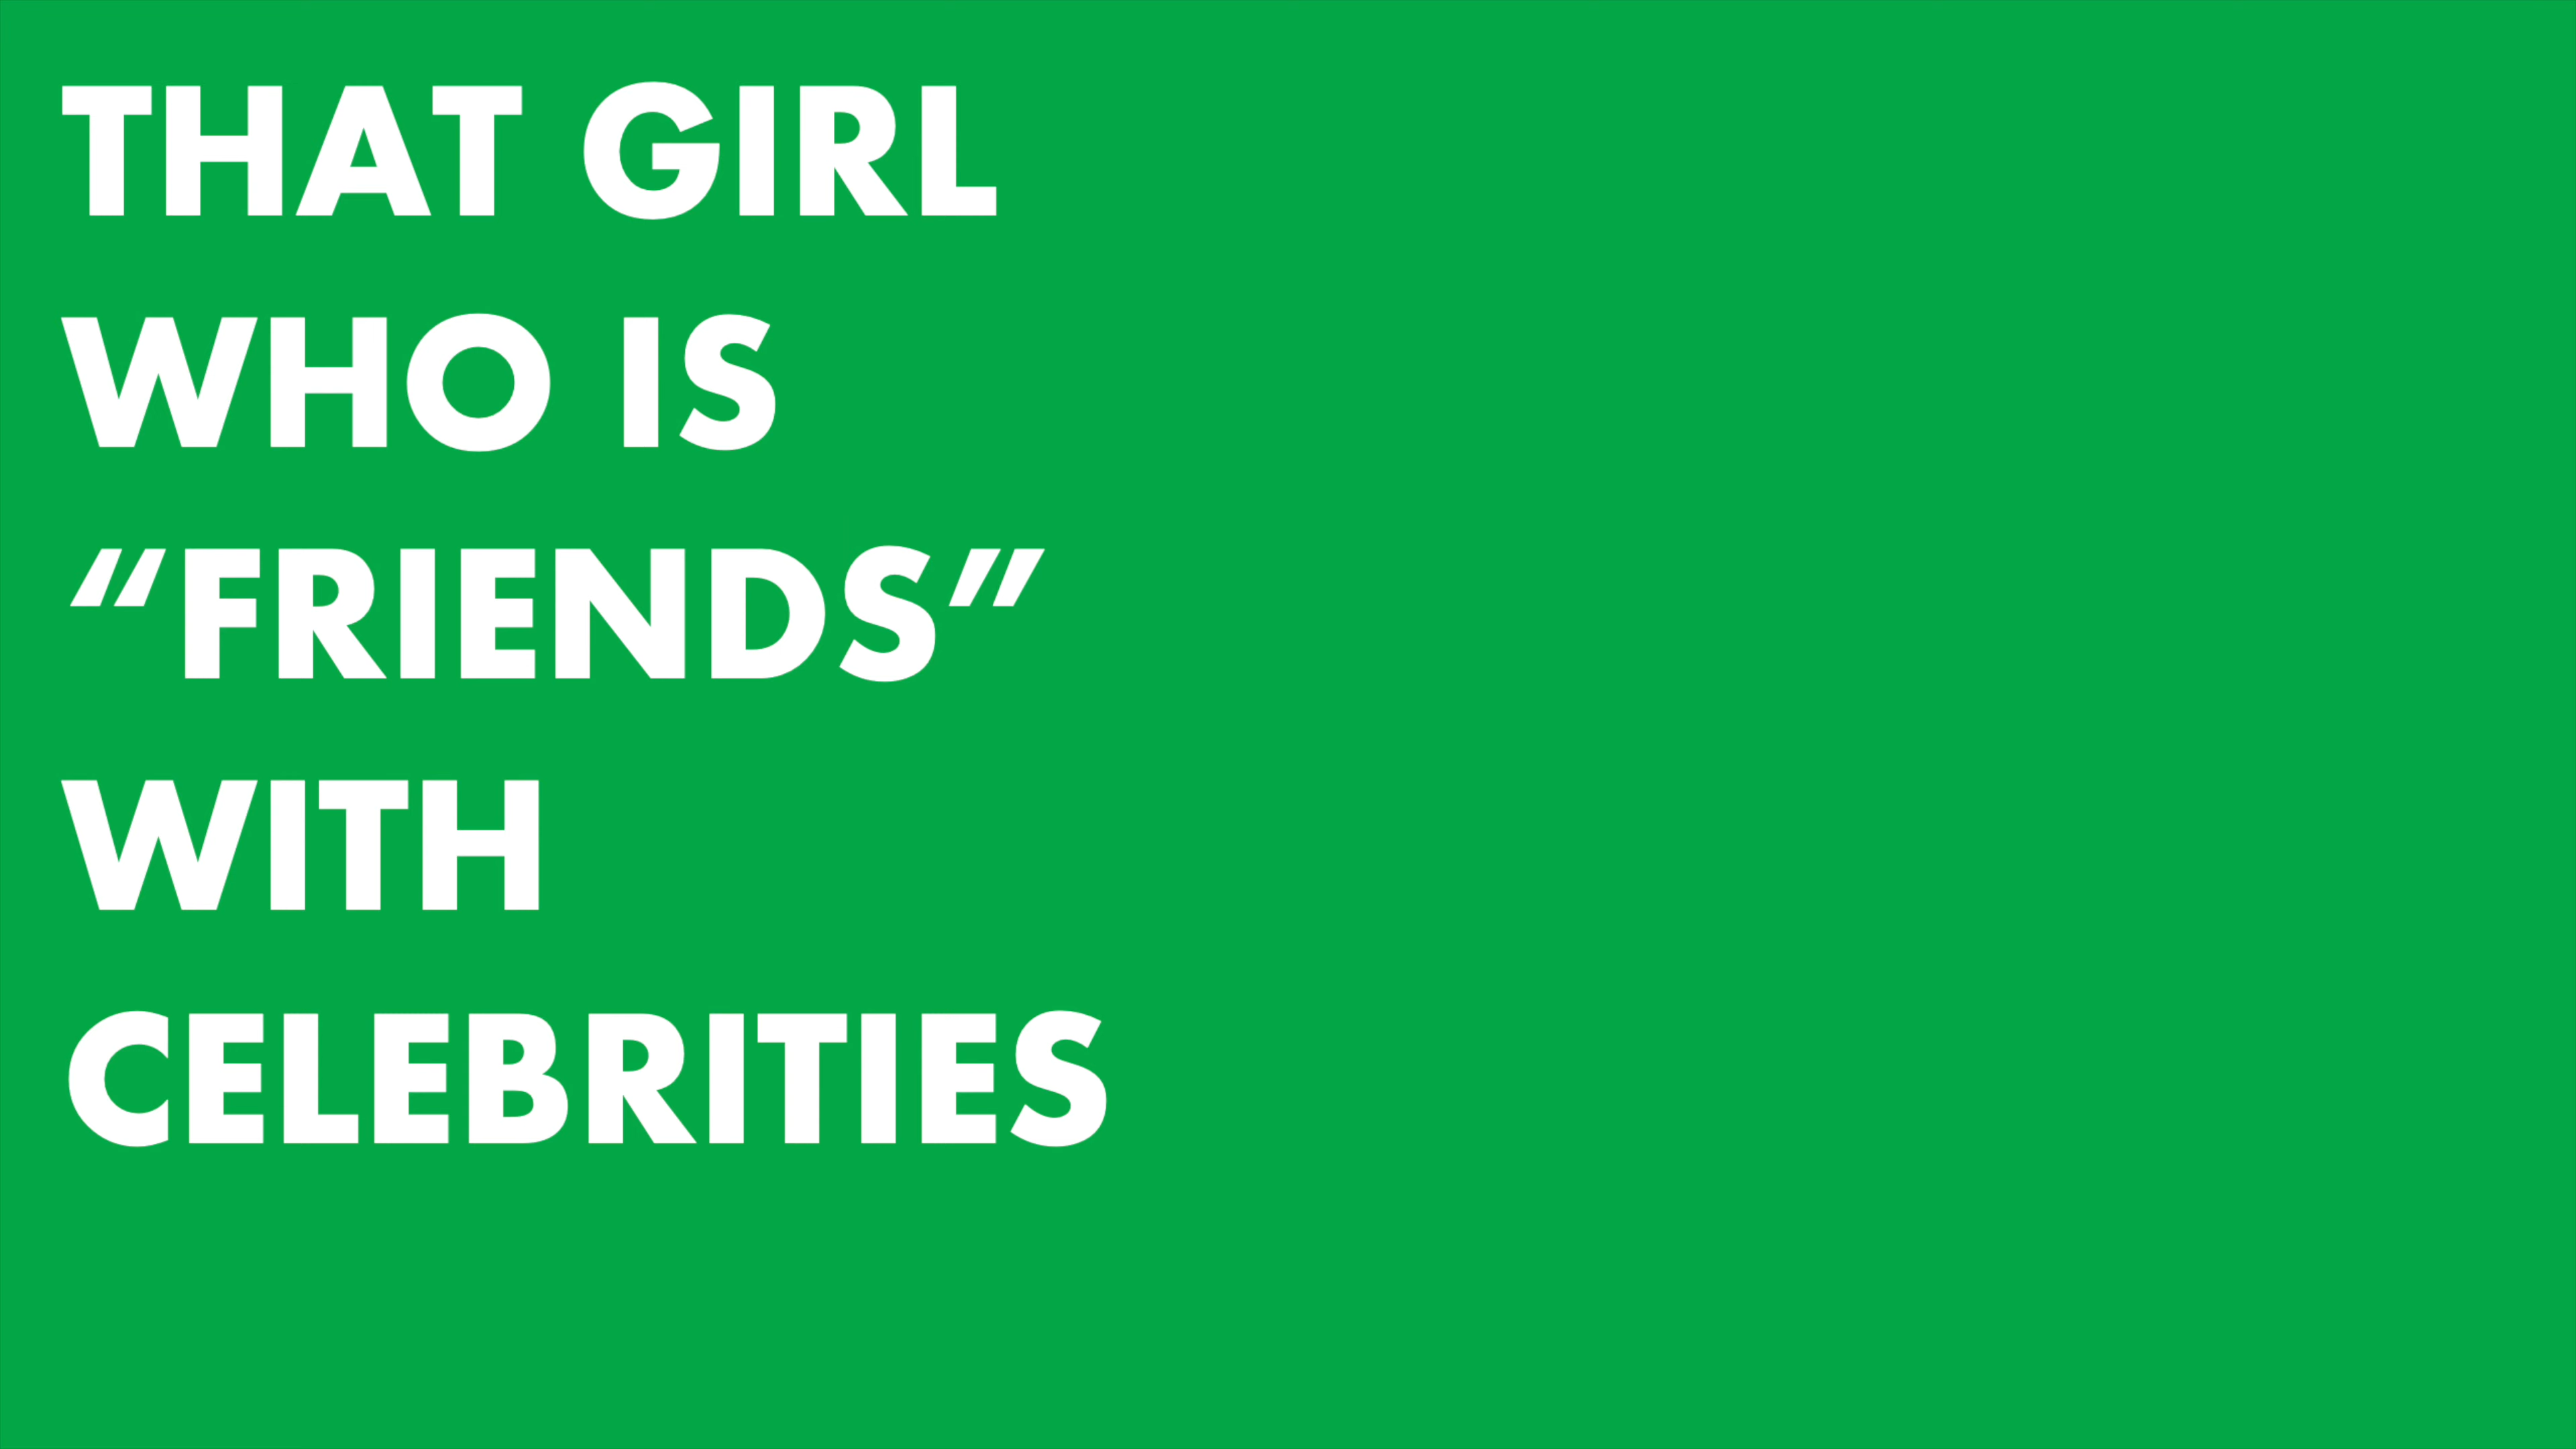 THAT GIRL
WHO IS
“FRIENDS”
WITH
CELEBRITIES